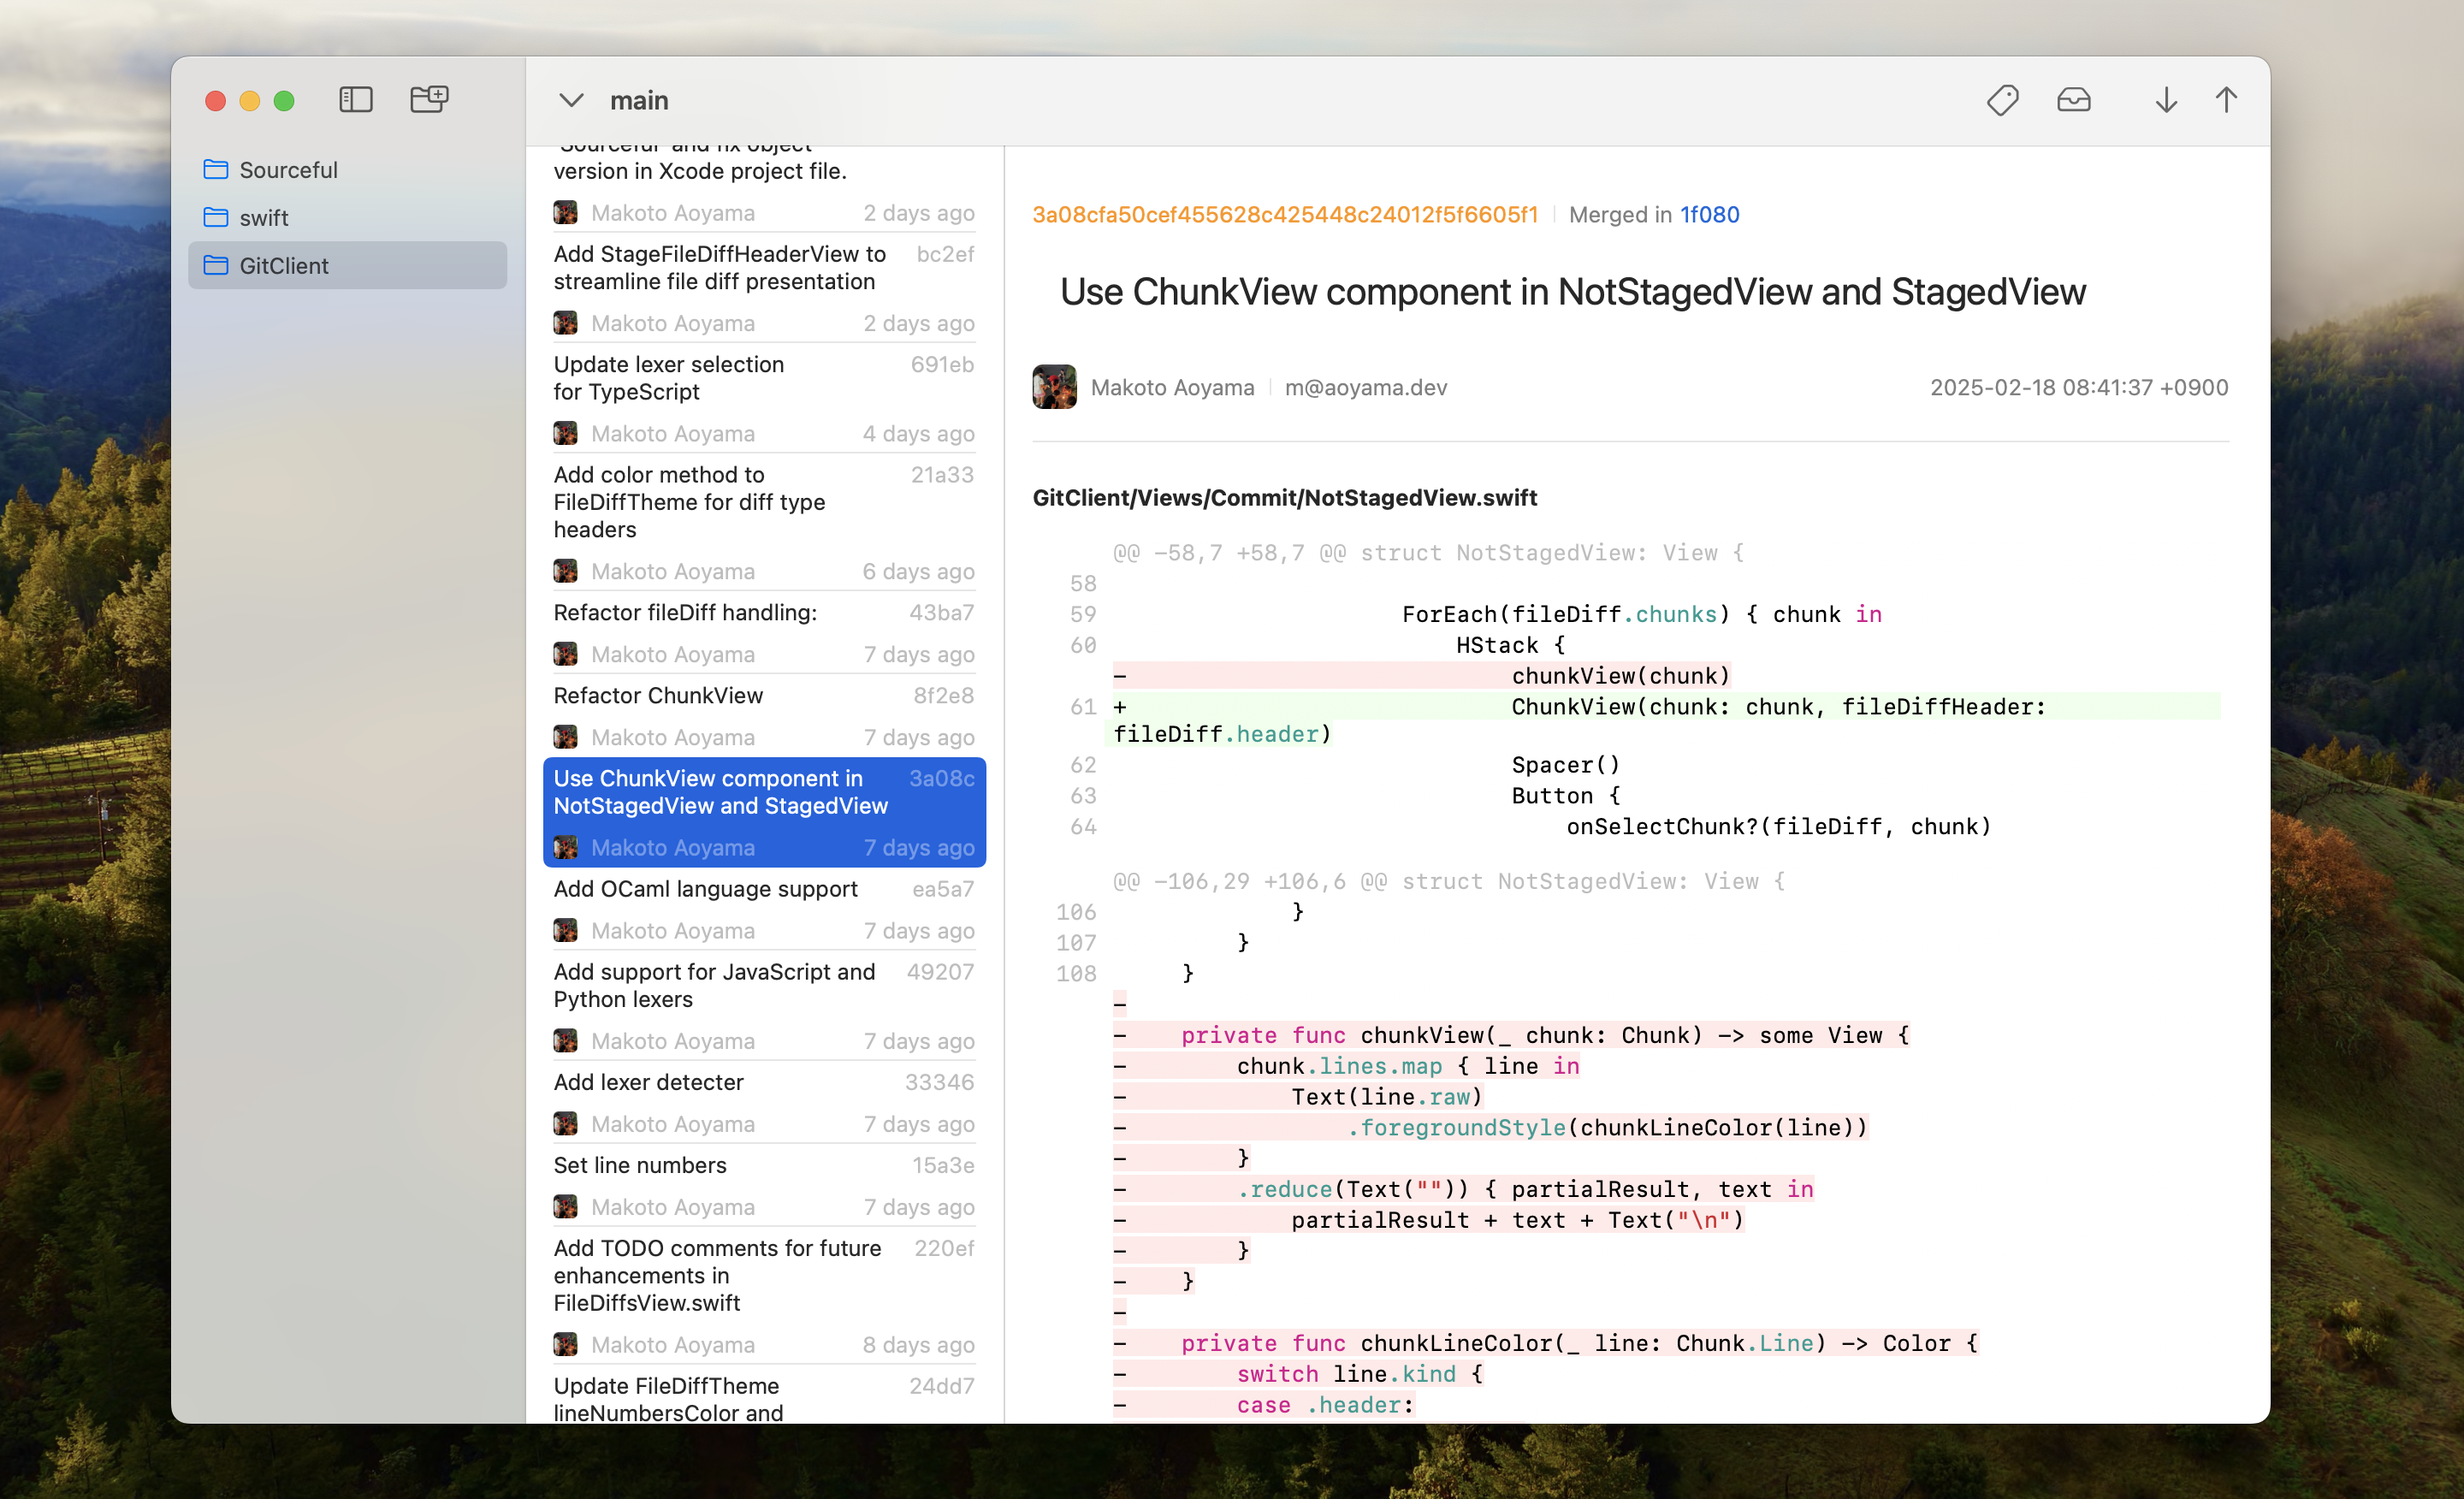 main
Sourceful
swift
GitClient
"Sourceful" and fix object
version in Xcode project file.
Makoto Aoyama 2 days ago
Add StageFileDiffHeaderView to bc2ef
streamline file diff presentation
Makoto Aoyama 2 days ago
Update lexer selection 691eb
for TypeScript
Makoto Aoyama 4 days ago
Add color method to 21a33
FileDiffTheme for diff type
headers
Makoto Aoyama 6 days ago
Refactor fileDiff handling: 43ba7
Makoto Aoyama 7 days ago
Refactor ChunkView 8f2e8
Makoto Aoyama 7 days ago
Use ChunkView component in 3a08c
NotStagedView and StagedView
Makoto Aoyama 7 days ago
Add OCaml language support ea5a7
Makoto Aoyama 7 days ago
Add support for JavaScript and 49207
Python lexers
Makoto Aoyama 7 days ago
Add lexer detecter 33346
Makoto Aoyama 7 days ago
Set line numbers 15a3e
Makoto Aoyama 7 days ago
Add TODO comments for future 220ef
enhancements in
FileDiffsView.swift
Makoto Aoyama 8 days ago
Update FileDiffTheme 24dd7
lineNumbersColor and
3a08cfa50cef455628c425448c24012f5f6605f1 Merged in 1f080
Use ChunkView component in NotStagedView and StagedView
Makoto Aoyama m@aoyama.dev 2025-02-18 08:41:37 +0900
GitClient/Views/Commit/NotStagedView.swift
@@ -58,7 +58,7 @@ struct NotStagedView: View {
58
59 ForEach(fileDiff.chunks) { chunk in
60 HStack {
- chunkView(chunk)
61 + ChunkView(chunk: chunk, fileDiffHeader:
fileDiff.header)
62 Spacer()
63 Button {
64 onSelectChunk?(fileDiff, chunk)
@@ -106,29 +106,6 @@ struct NotStagedView: View {
106 }
107 }
108 }
-
- private func chunkView(_ chunk: Chunk) -> some View {
- chunk.lines.map { line in
- Text(line.raw)
- .foregroundStyle(chunkLineColor(line))
- }
- .reduce(Text("")) { partialResult, text in
- partialResult + text + Text("\n")
- }
- }
-
- private func chunkLineColor(_ line: Chunk.Line) -> Color {
- switch line.kind {
- case .header: